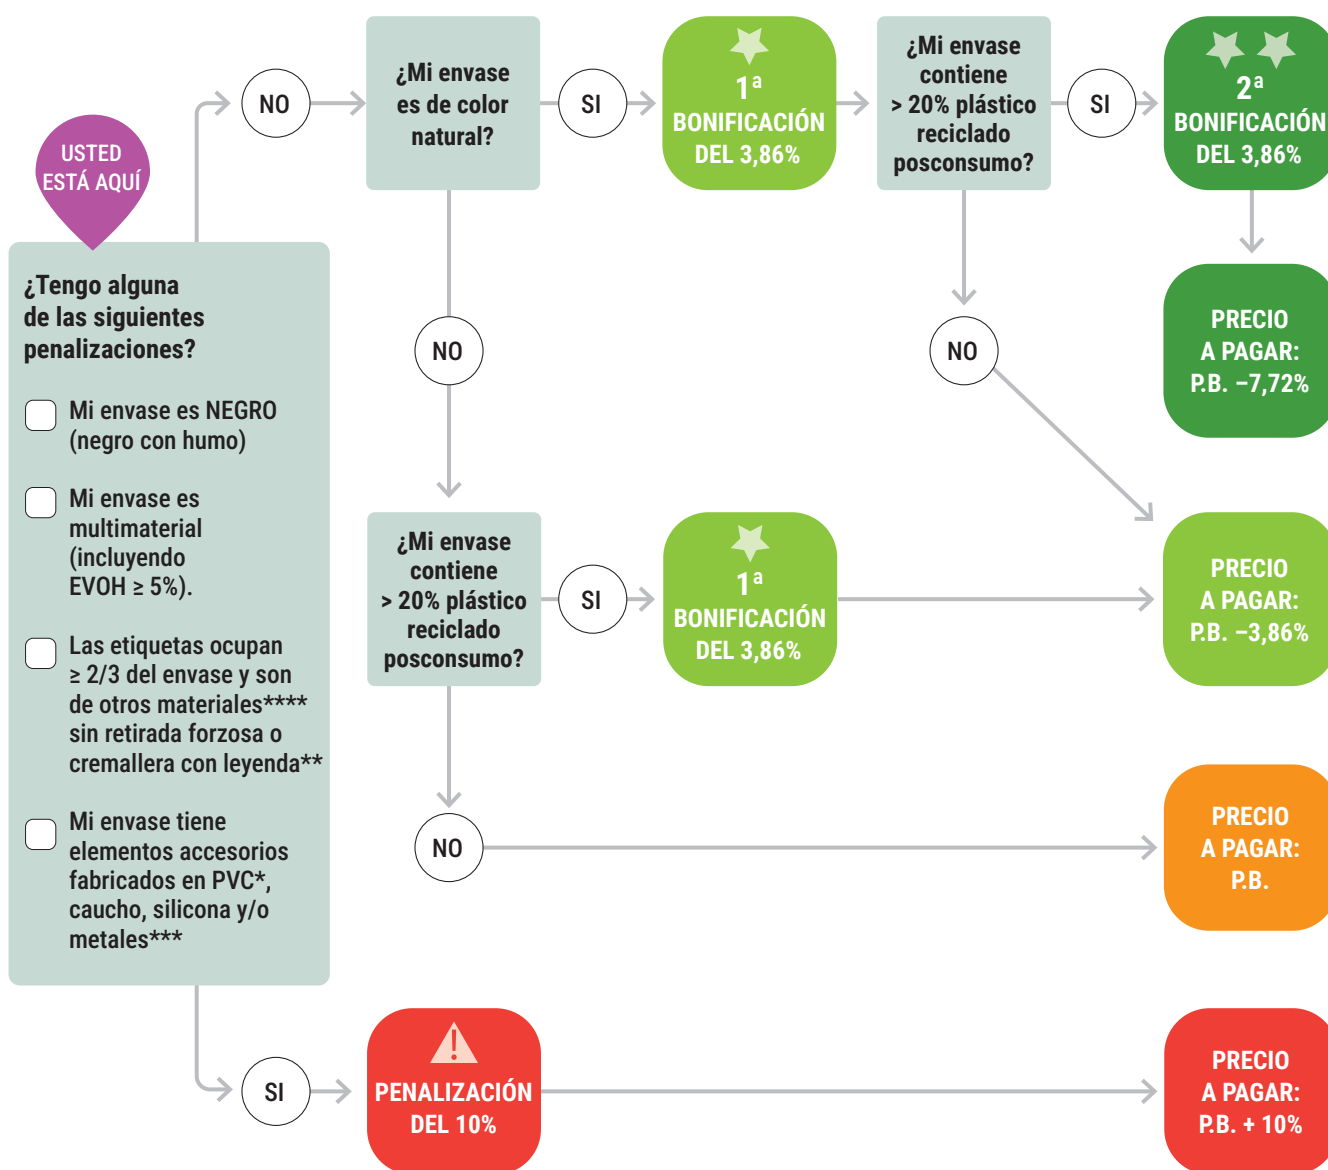 USTED
ESTÁ AQUÍ
¿Tengo alguna
de las siguientes
penalizaciones?
Mi envase es NEGRO
(negro con humo)
Mi envase es
multimaterial
(incluyendo
EVOH ≥ 5%).
Las etiquetas ocupan
≥ 2/3 del envase y son
de otros materiales****
sin retirada forzosa o
cremallera con leyenda**
Mi envase tiene
elementos accesorios
fabricados en PVC*,
caucho, silicona y/o
metales***
NO
¿Mi envase
es de color
natural?
SI
1ª
BONIFICACIÓN
DEL 3,86%
¿Mi envase
contiene
> 20% plástico
reciclado
posconsumo?
SI
2ª
BONIFICACIÓN
DEL 3,86%
PRECIO
A PAGAR:
P.B. −7,72%
NO
NO
¿Mi envase
contiene
> 20% plástico
reciclado
posconsumo?
SI
1ª
BONIFICACIÓN
DEL 3,86%
PRECIO
A PAGAR:
P.B. −3,86%
NO
PRECIO
A PAGAR:
P.B.
SI
PENALIZACIÓN
DEL 10%
PRECIO
A PAGAR:
P.B. + 10%